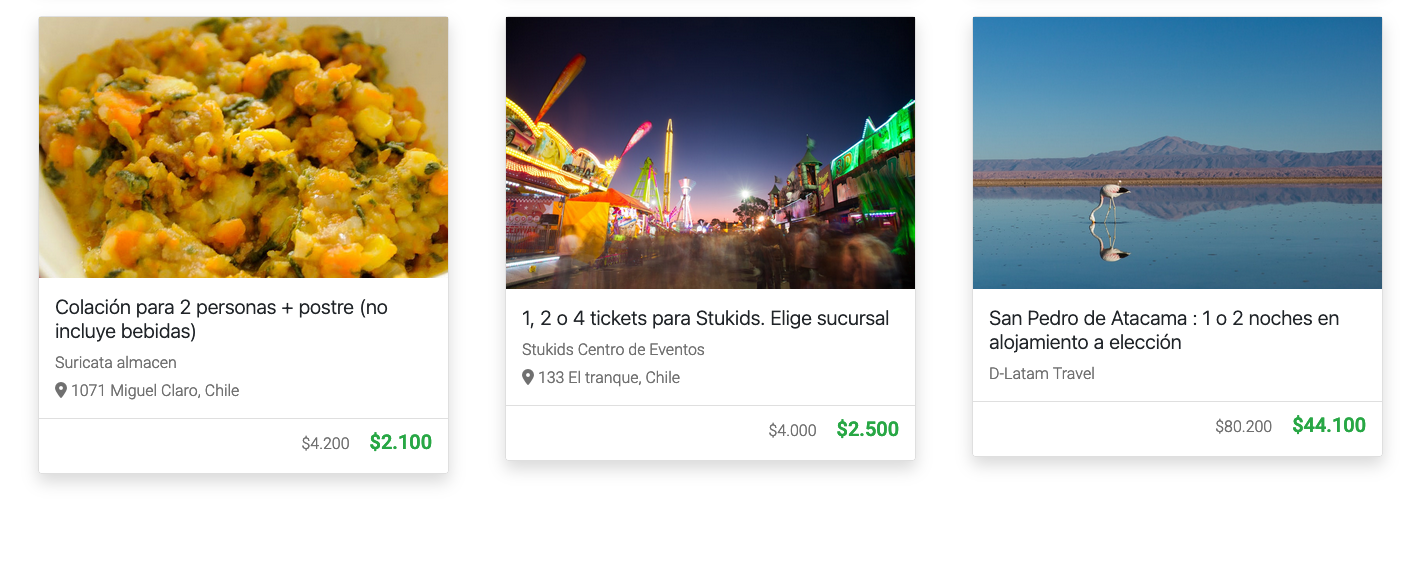 Colación para 2 personas + postre (no
incluye bebidas)
Suricata almacen
1071 Miguel Claro, Chile
$4.200 $2.100
1, 2 o 4 tickets para Stukids. Elige sucursal
Stukids Centro de Eventos
133 El tranque, Chile
$4.000 $2.500
San Pedro de Atacama : 1 o 2 noches en
alojamiento a elección
D-Latam Travel
$80.200 $44.100